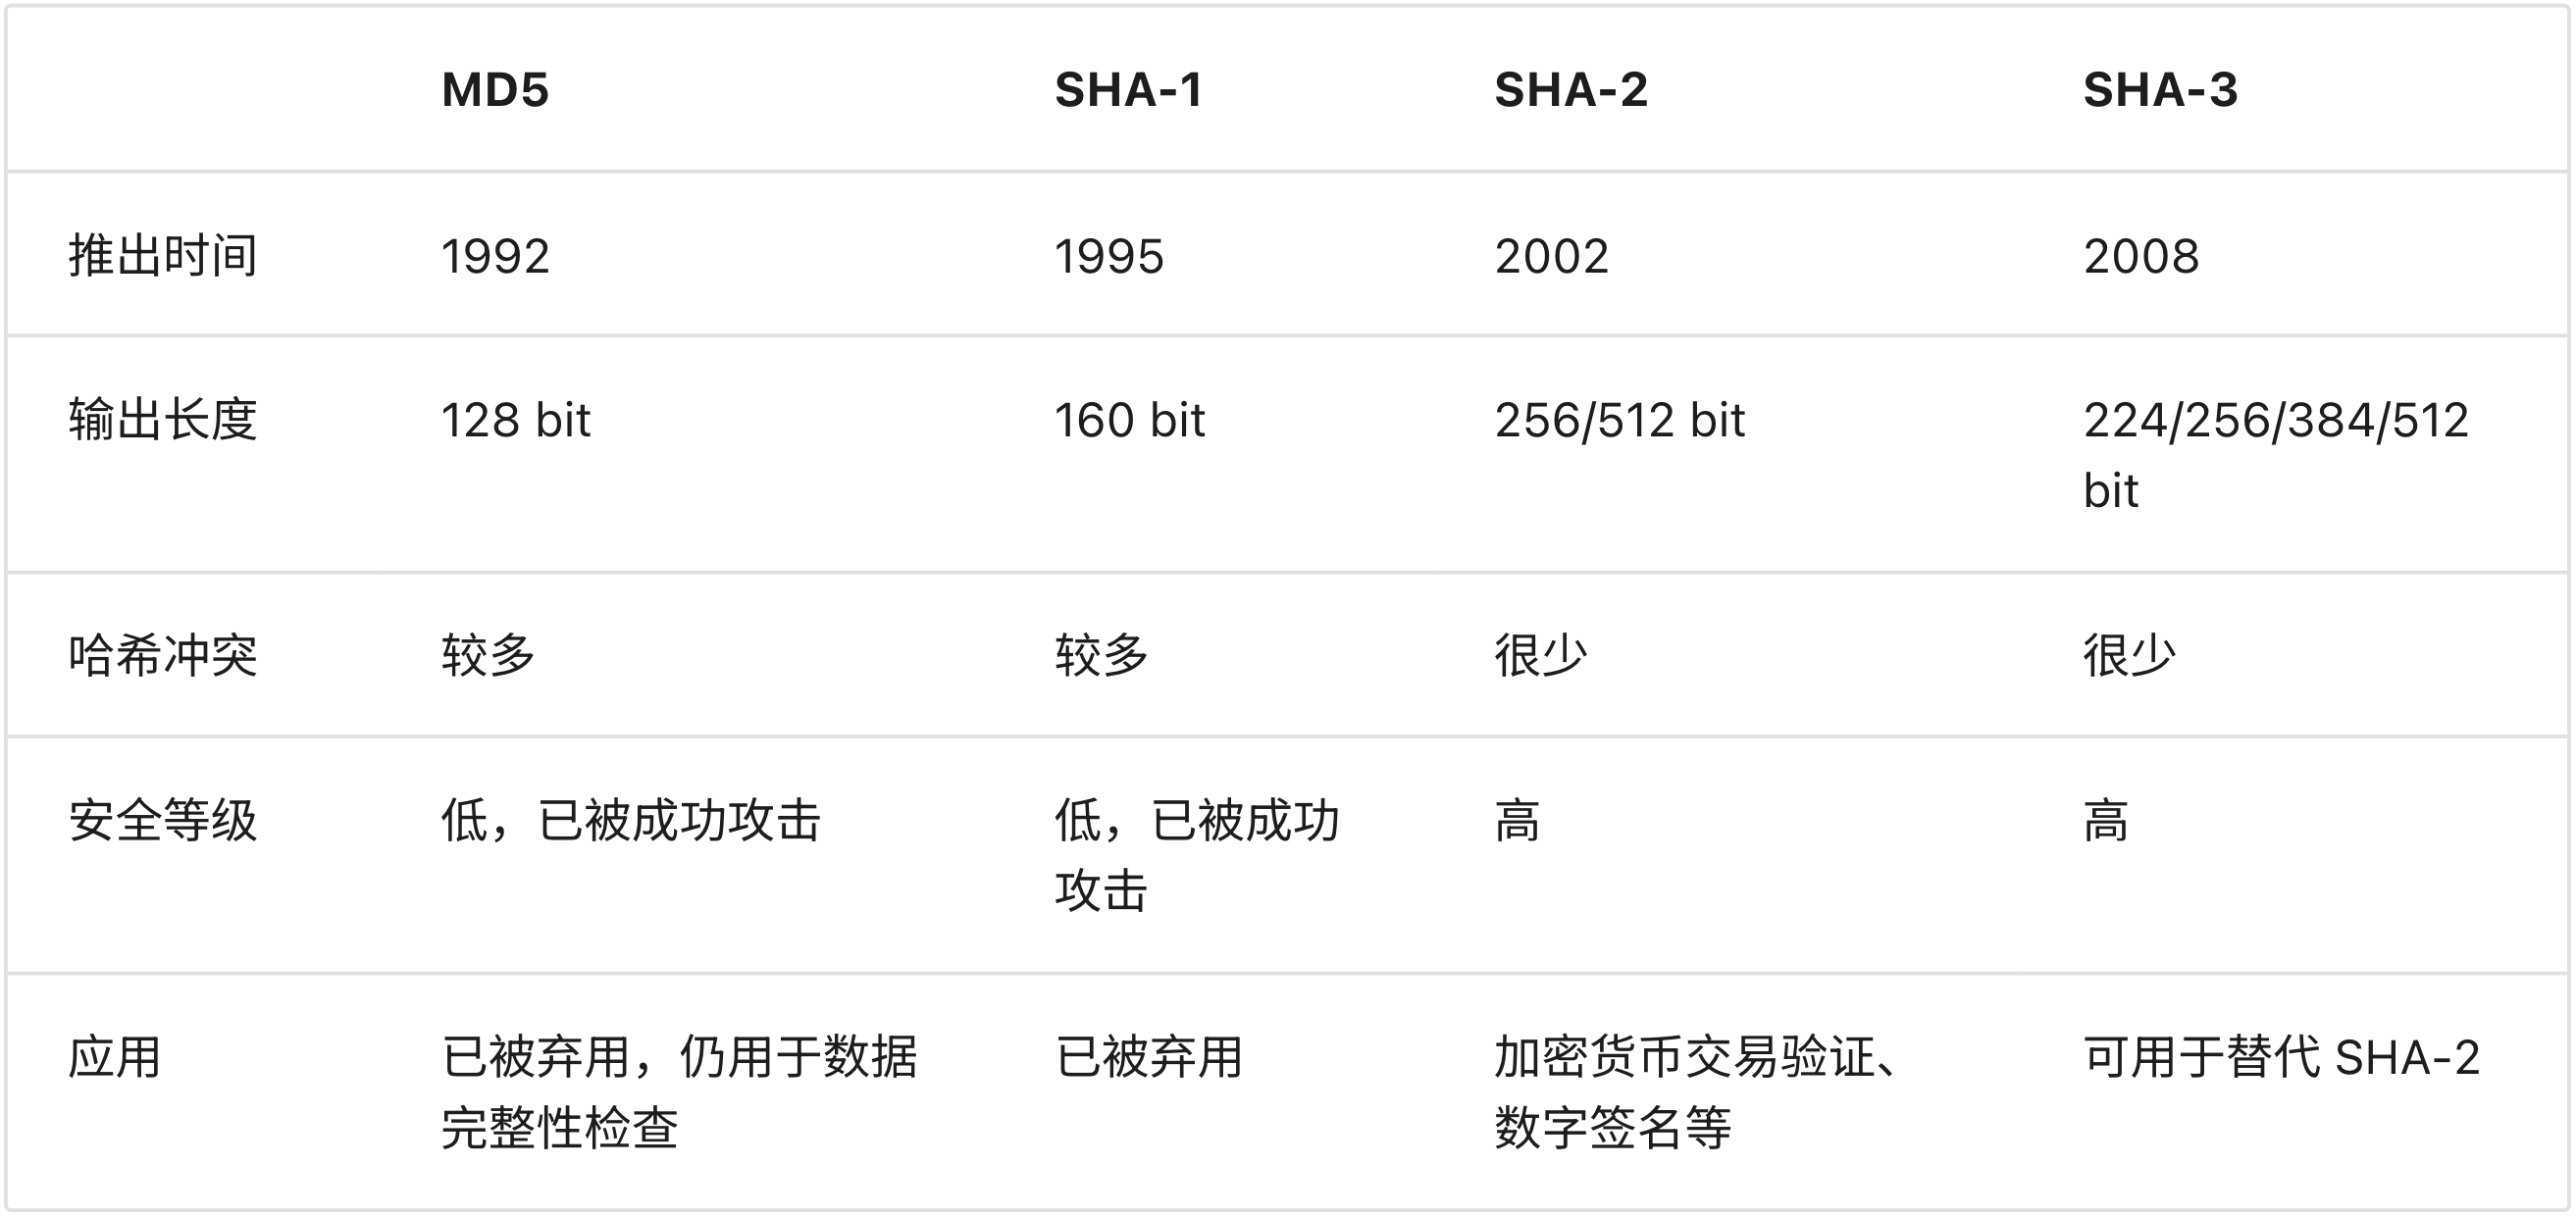 MD5 SHA-1 SHA-2 SHA-3
推出时间 1992 1995 2002 2008
输出长度 128 bit 160 bit 256/512 bit 224/256/384/512
bit
哈希冲突 较多 较多 很少 很少
安全等级 低，已被成功攻击 低，已被成功 高 高
攻击
应用 已被弃用，仍用于数据 已被弃用 加密货币交易验证、 可用于替代 SHA-2
完整性检查 数字签名等